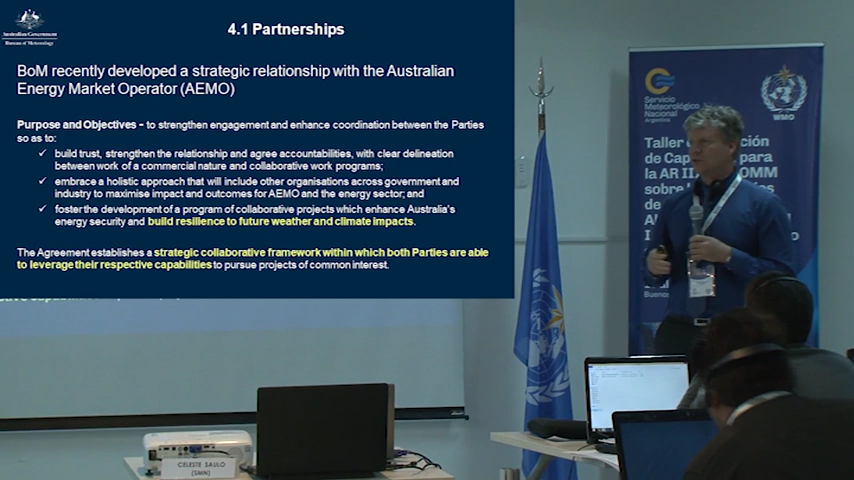 Australian Government
Bureau of Meteorology
4.1 Partnerships
BoM recently developed a strategic relationship with the Australian
Energy Market Operator (AEMO)
Purpose and Objectives – to strengthen engagement and enhance coordination between the Parties
so as to:
✓ build trust, strengthen the relationship and agree accountabilities, with clear delineation
between work of a commercial nature and collaborative work programs;
✓ embrace a holistic approach that will include other organisations across government and
industry to maximise impact and outcomes for AEMO and the energy sector; and
✓ foster the development of a program of collaborative projects which enhance Australia's
energy security and build resilience to future weather and climate impacts.
The Agreement establishes a strategic collaborative framework within which both Parties are able
to leverage their respective capabilities to pursue projects of common interest.
Servicio
Meteorológico
Nacional
Argentina
WMO
Taller
de Cap
para
la AR II
OMM
sobre
de
Buenos
CELESTE SAULO
(SMN)